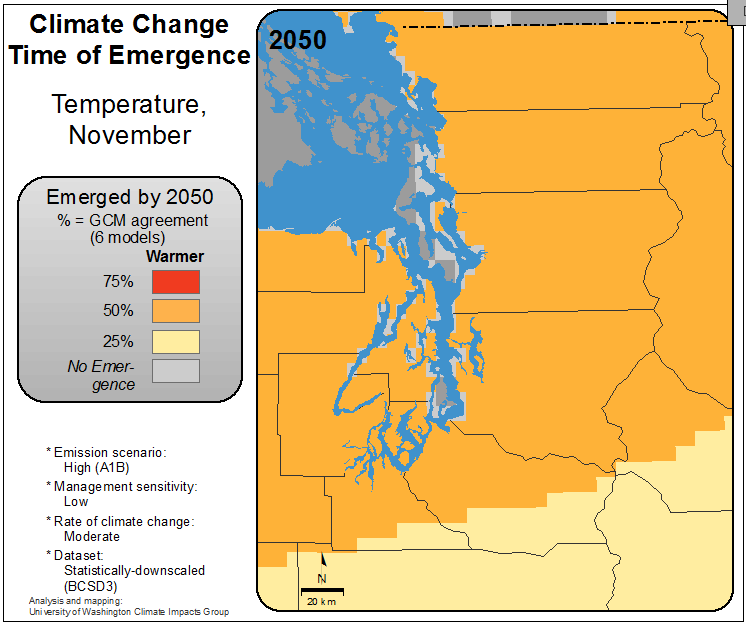 Climate Change
Time of Emergence
Temperature,
November
Emerged by 2050
% = GCM agreement
(6 models)
Warmer
75%
50%
25%
No Emer-
gence
* Emission scenario:
High (A1B)
* Management sensitivity:
Low
* Rate of climate change:
Moderate
* Dataset:
Statistically-downscaled
(BCSD3)
Analysis and mapping:
University of Washington Climate Impacts Group
2050
N
20 km